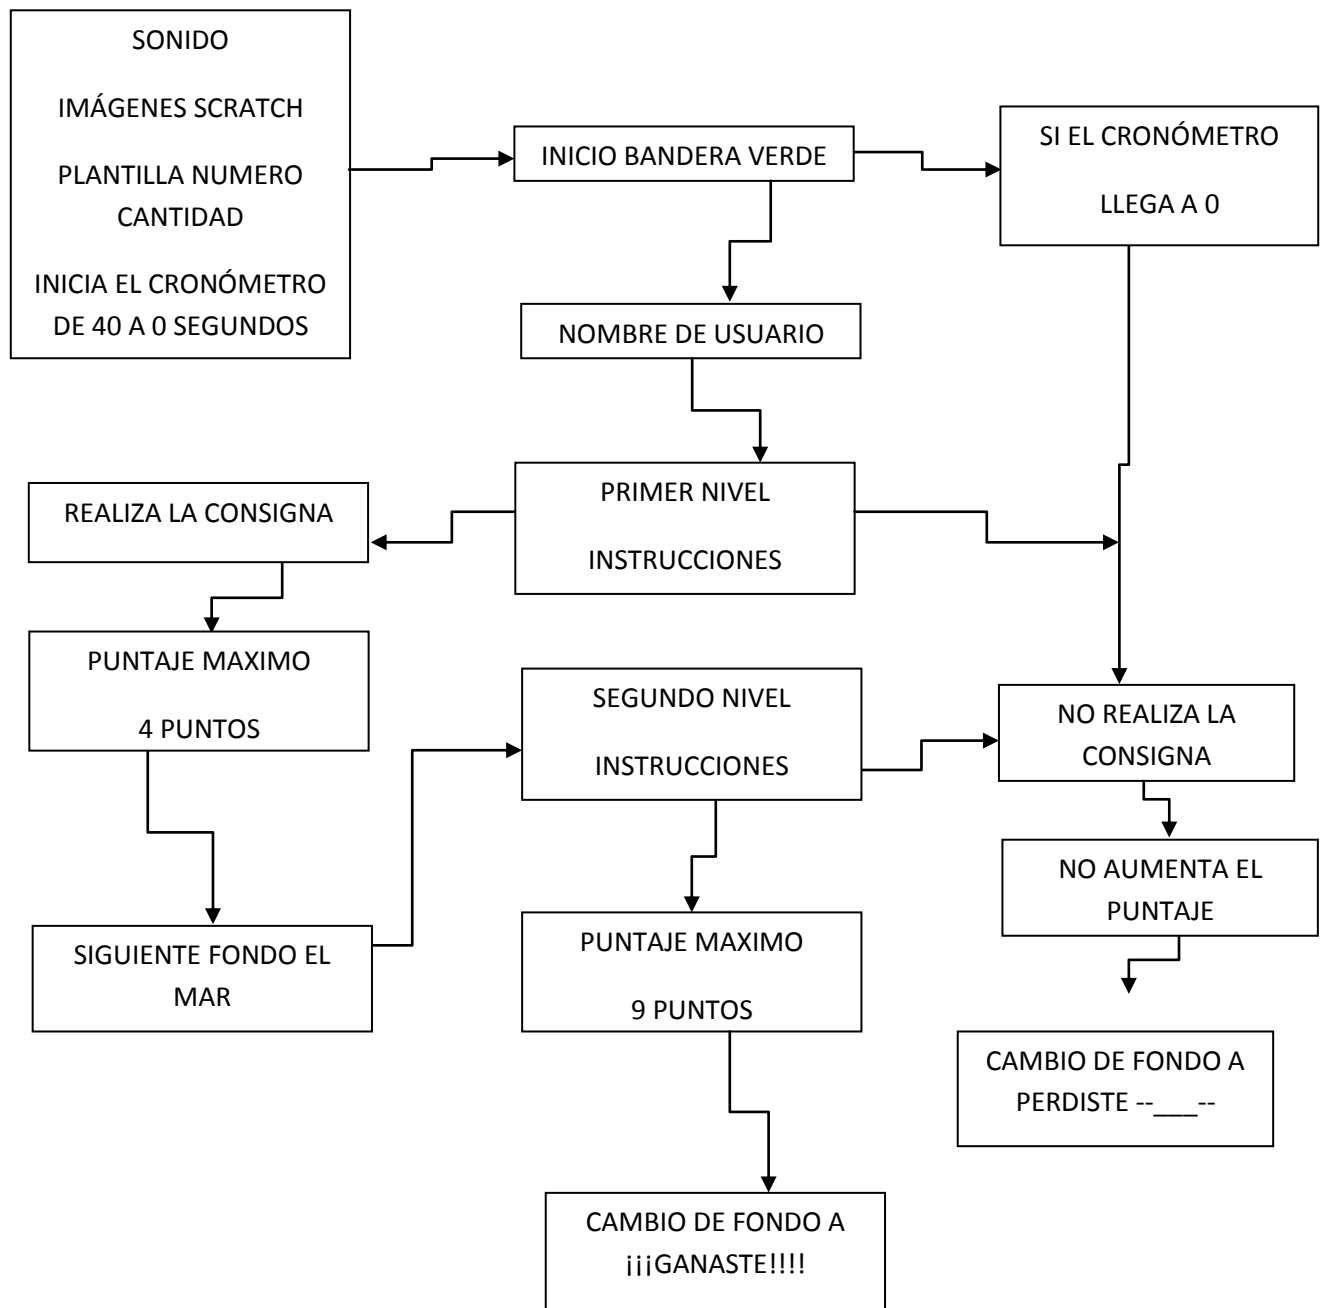 SONIDO
IMÁGENES SCRATCH
PLANTILLA NUMERO
CANTIDAD
INICIA EL CRONÓMETRO
DE 40 A 0 SEGUNDOS
INICIO BANDERA VERDE
SI EL CRONÓMETRO
LLEGA A 0
NOMBRE DE USUARIO
PRIMER NIVEL
INSTRUCCIONES
REALIZA LA CONSIGNA
PUNTAJE MAXIMO
4 PUNTOS
SEGUNDO NIVEL
INSTRUCCIONES
NO REALIZA LA
CONSIGNA
NO AUMENTA EL
PUNTAJE
SIGUIENTE FONDO EL
MAR
PUNTAJE MAXIMO
9 PUNTOS
CAMBIO DE FONDO A
PERDISTE --___--
CAMBIO DE FONDO A
¡¡¡GANASTE!!!!